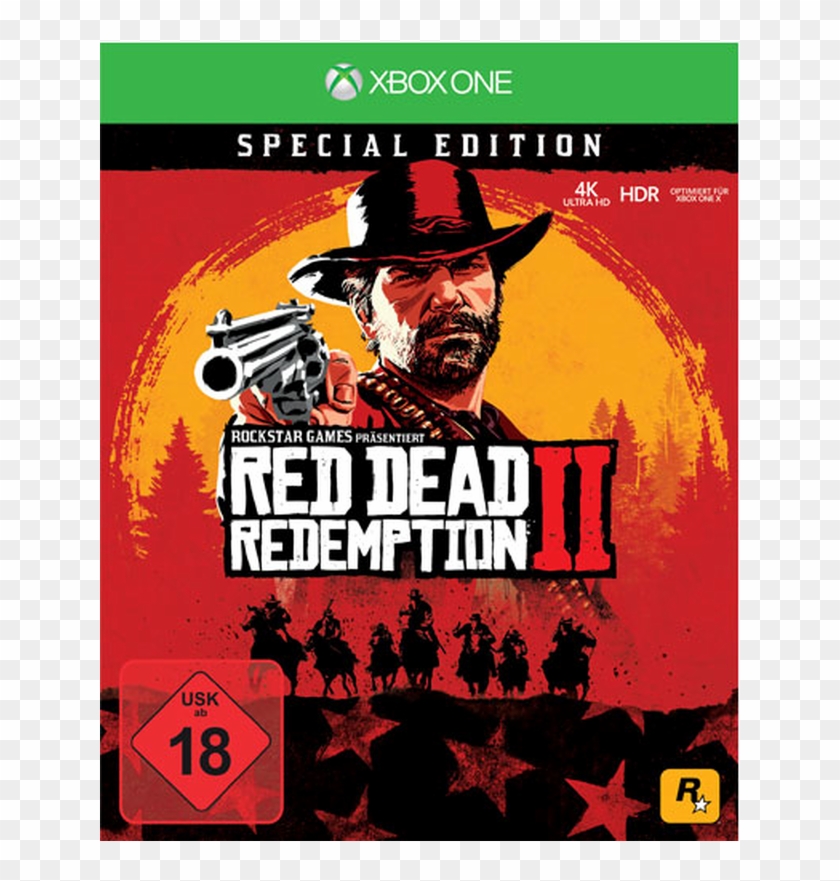 XBOX ONE
SPECIAL EDITION
4K
ULTRA HD
HDR
OPTIMIERT FÜR
XBOX ONE X
ROCKSTAR GAMES PRÄSENTIERT
RED DEAD
REDEMPTION II
USK
ab
18
R